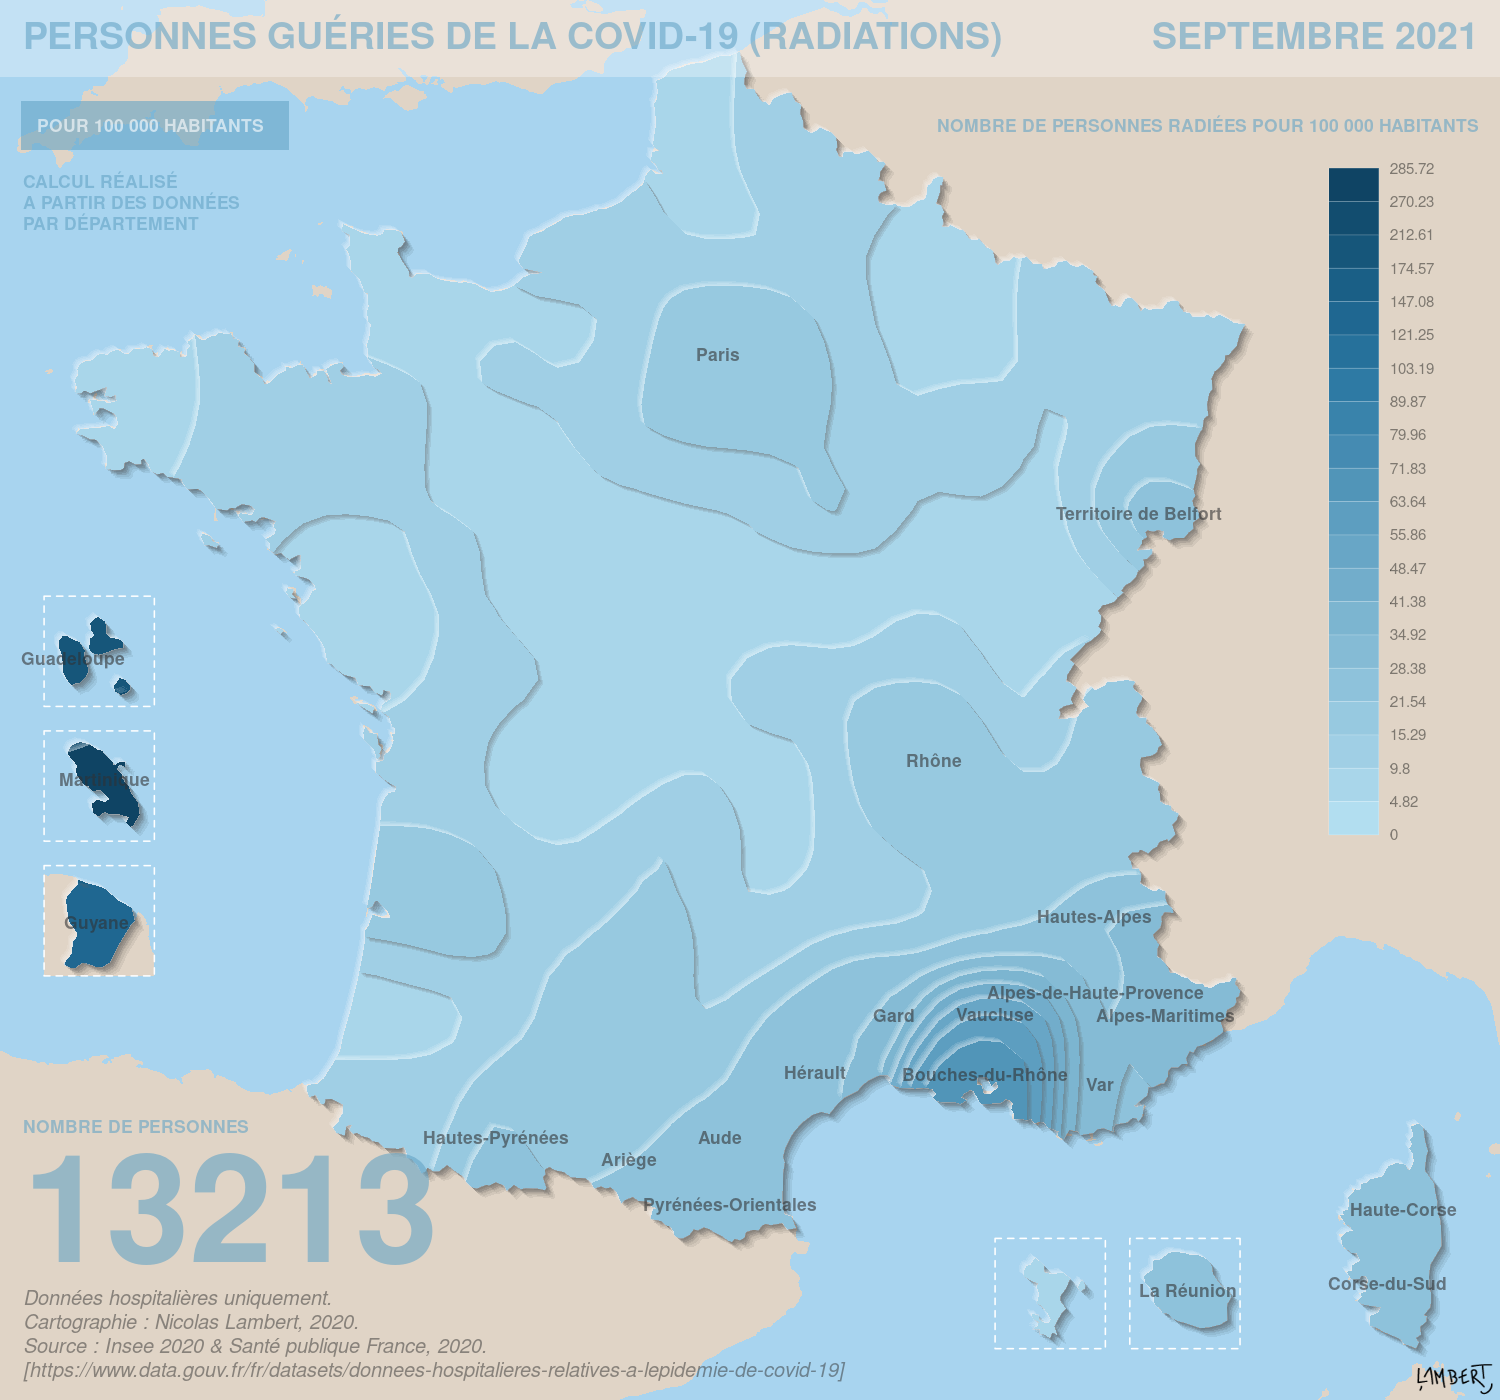 PERSONNES GUÉRIES DE LA COVID-19 (RADIATIONS)
SEPTEMBRE 2021
POUR 100 000 HABITANTS
CALCUL RÉALISÉ
A PARTIR DES DONNÉES
PAR DÉPARTEMENT
NOMBRE DE PERSONNES RADIÉES POUR 100 000 HABITANTS
285.72
270.23
212.61
174.57
147.08
121.25
103.19
89.87
79.96
71.83
63.64
55.86
48.47
41.38
34.92
28.38
21.54
15.29
9.8
4.82
0
Paris
Territoire de Belfort
Guadeloupe
Martinique
Guyane
Rhône
Hautes-Alpes
Alpes-de-Haute-Provence
Gard
Vaucluse
Alpes-Maritimes
Hérault
Bouches-du-Rhône
Var
Hautes-Pyrénées
Aude
Ariège
Pyrénées-Orientales
Haute-Corse
Corse-du-Sud
La Réunion
NOMBRE DE PERSONNES
13213
Données hospitalières uniquement.
Cartographie : Nicolas Lambert, 2020.
Source : Insee 2020 & Santé publique France, 2020.
[https://www.data.gouv.fr/fr/datasets/donnees-hospitalieres-relatives-a-lepidemie-de-covid-19]
LAMBERT